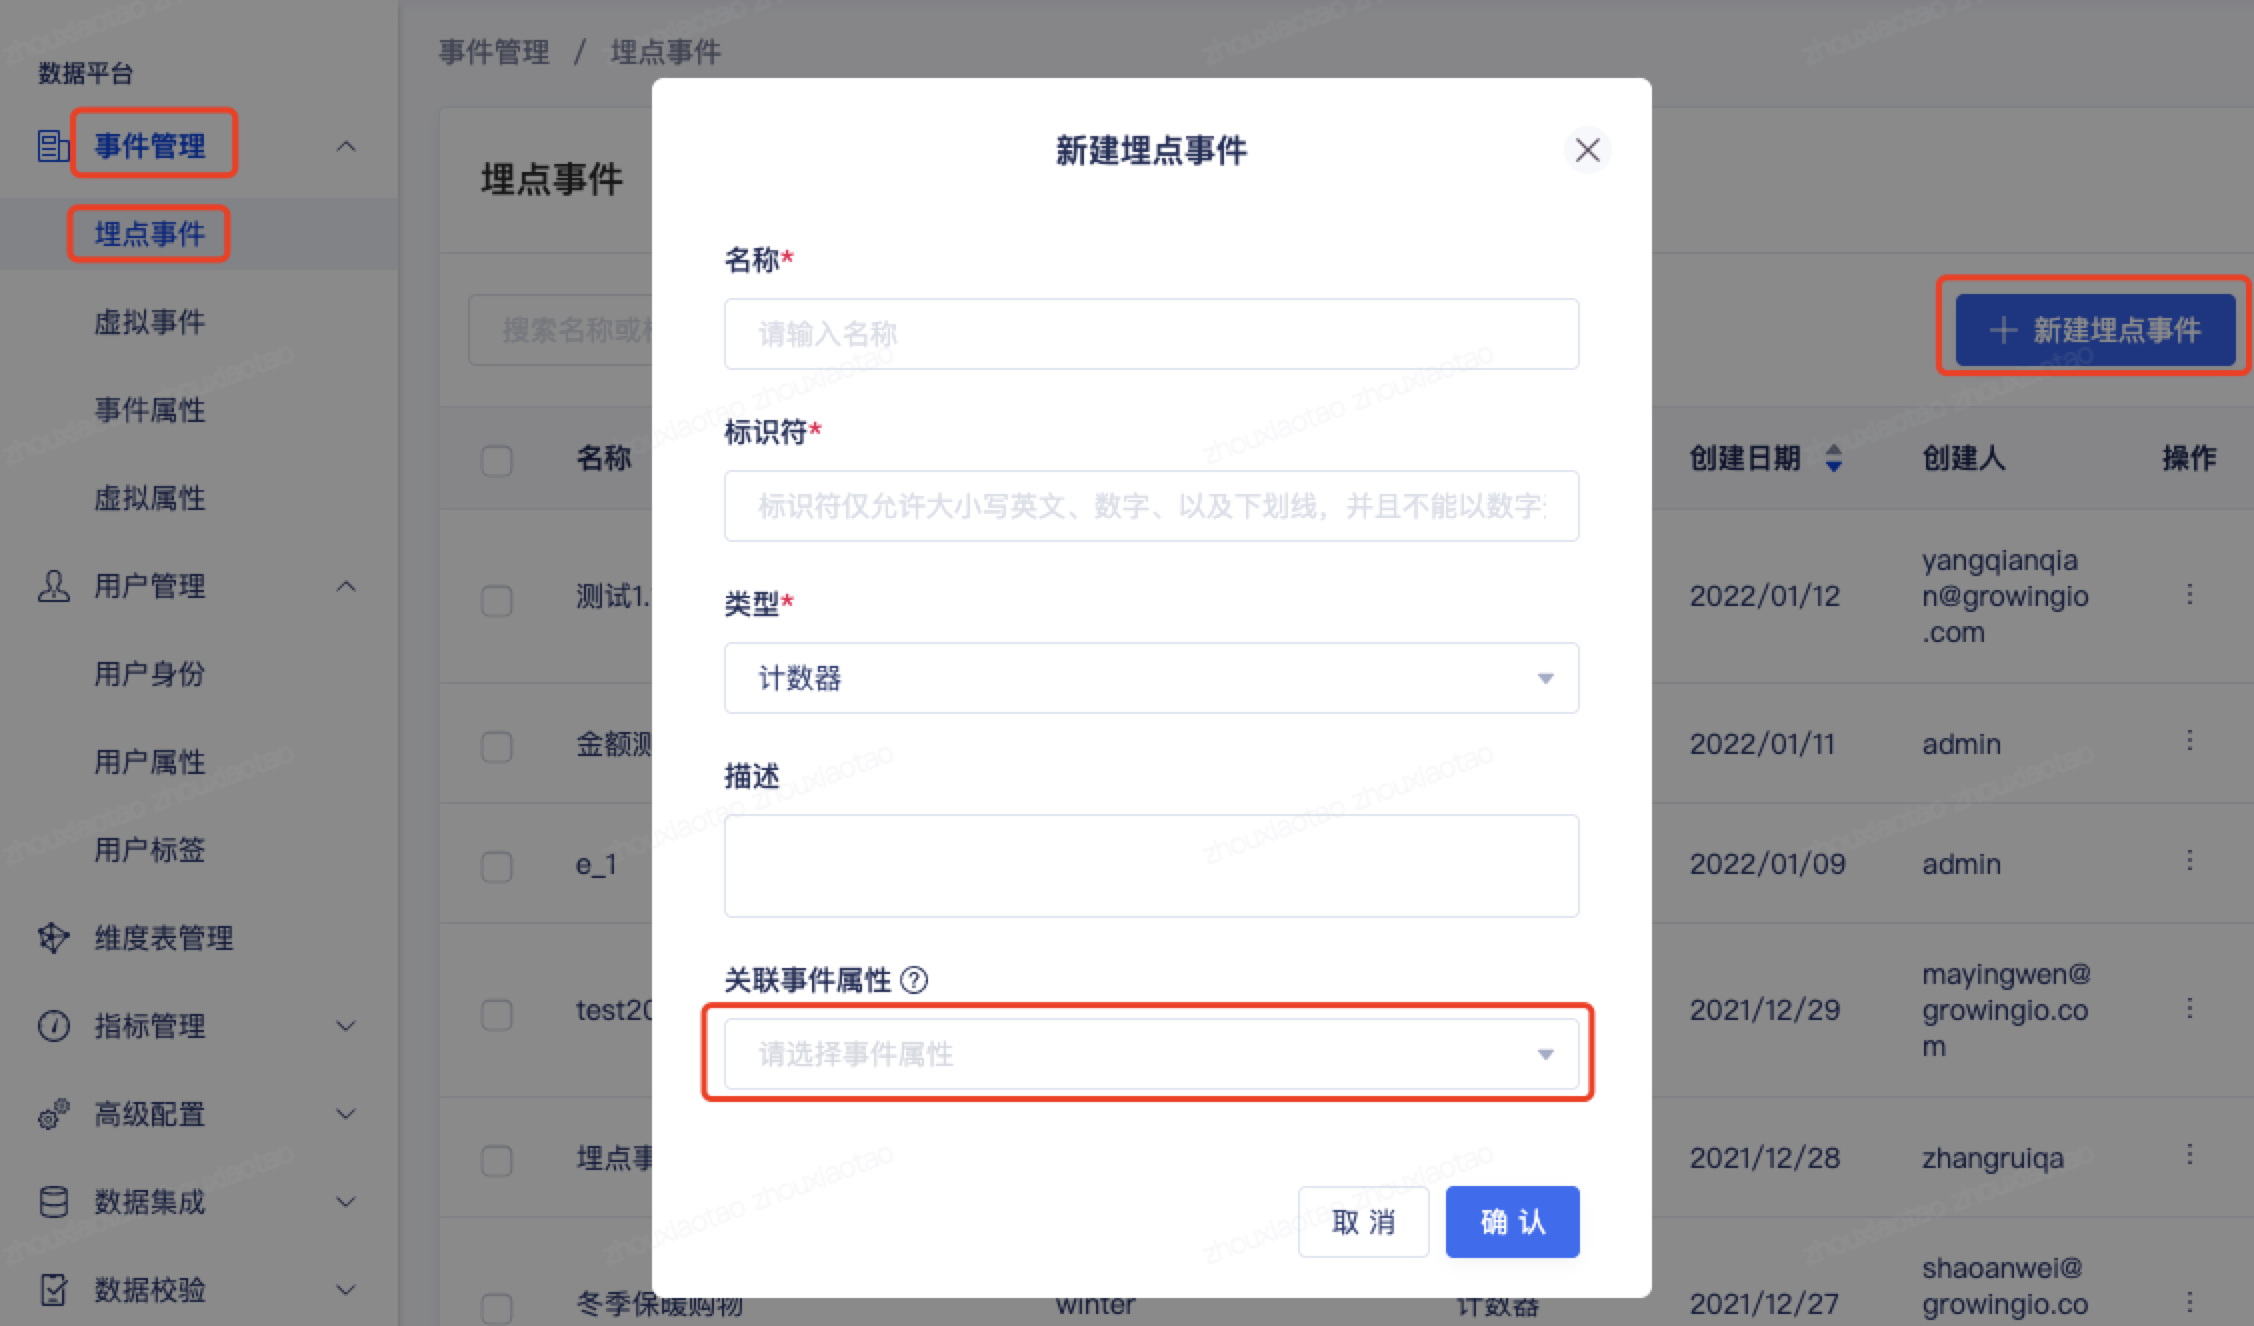 数据平台
事件管理
埋点事件
虚拟事件
事件属性
虚拟属性
用户管理
用户身份
用户属性
用户标签
维度表管理
指标管理
高级配置
数据集成
数据校验
事件管理 / 埋点事件
埋点事件
搜索名称或
+ 新建埋点事件
名称 创建日期 创建人 操作
测试1. 2022/01/12 yangqianqia
n@growingio
.com
金额测 2022/01/11 admin
e_1 2022/01/09 admin
test20 2021/12/29 mayingwen@
growingio.co
m
埋点事 2021/12/28 zhangruiqa
冬季保暖购物 winter 计数器 2021/12/27 shaoanwei@
growingio.co
新建埋点事件
名称*
请输入名称
标识符*
标识符仅允许大小写英文、数字、以及下划线，并且不能以数字
类型*
计数器
描述
关联事件属性
请选择事件属性
取消 确认
zhouxiaotao zhouxiaotao